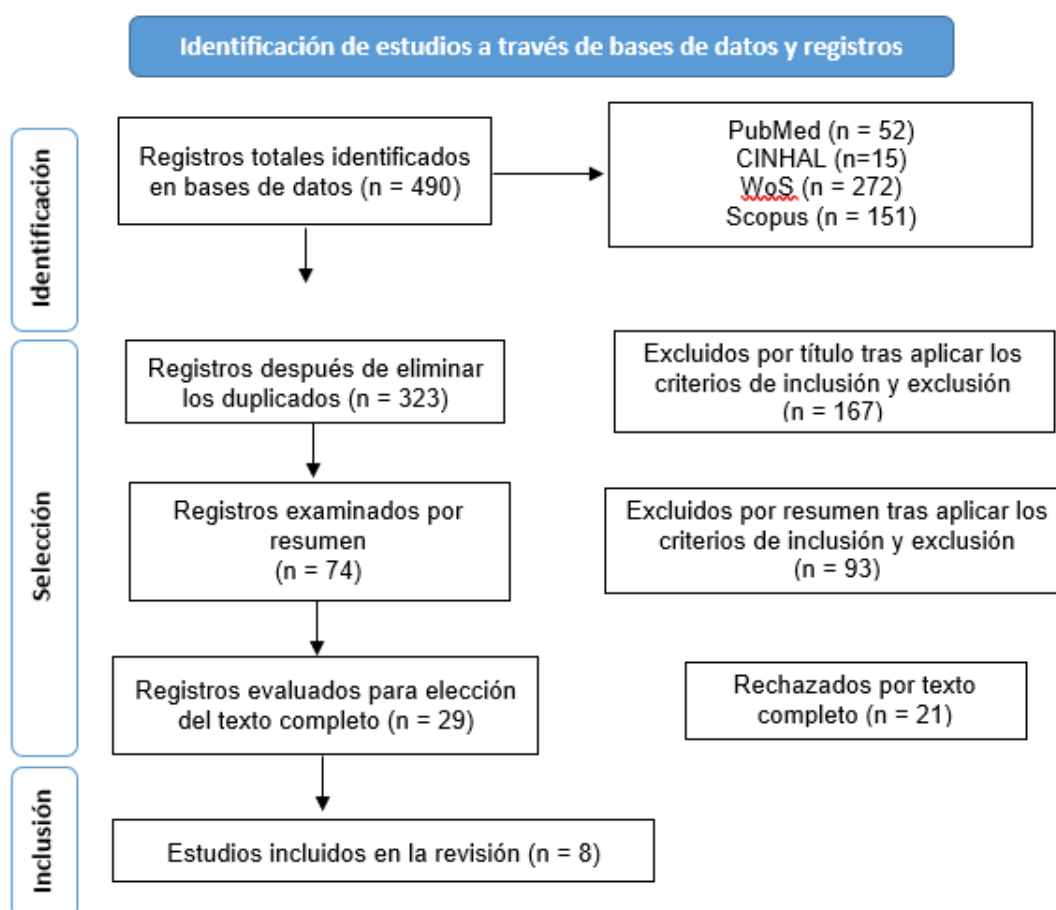 Identificación de estudios a través de bases de datos y registros
Identificación
Registros totales identificados
en bases de datos (n = 490)
PubMed (n = 52)
CINHAL (n=15)
WoS (n = 272)
Scopus (n = 151)
Selección
Registros después de eliminar
los duplicados (n = 323)
Excluidos por título tras aplicar los
criterios de inclusión y exclusión
(n = 167)
Registros examinados por
resumen
(n = 74)
Excluidos por resumen tras aplicar los
criterios de inclusión y exclusión
(n = 93)
Registros evaluados para elección
del texto completo (n = 29)
Rechazados por texto
completo (n = 21)
Inclusión
Estudios incluidos en la revisión (n = 8)